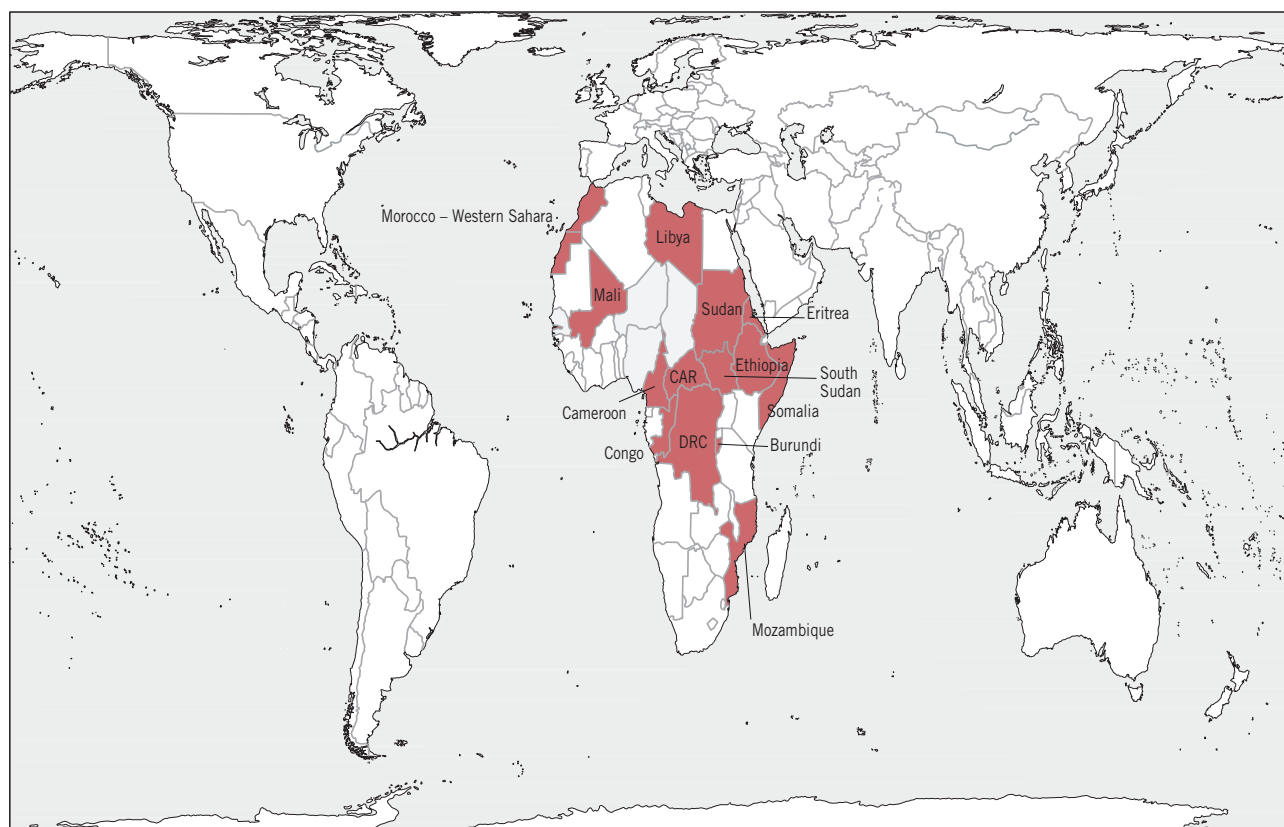 Morocco – Western Sahara
Libya
Mali
Sudan
Eritrea
Ethiopia
South
Sudan
CAR
Cameroon
Somalia
DRC
Burundi
Congo
Mozambique